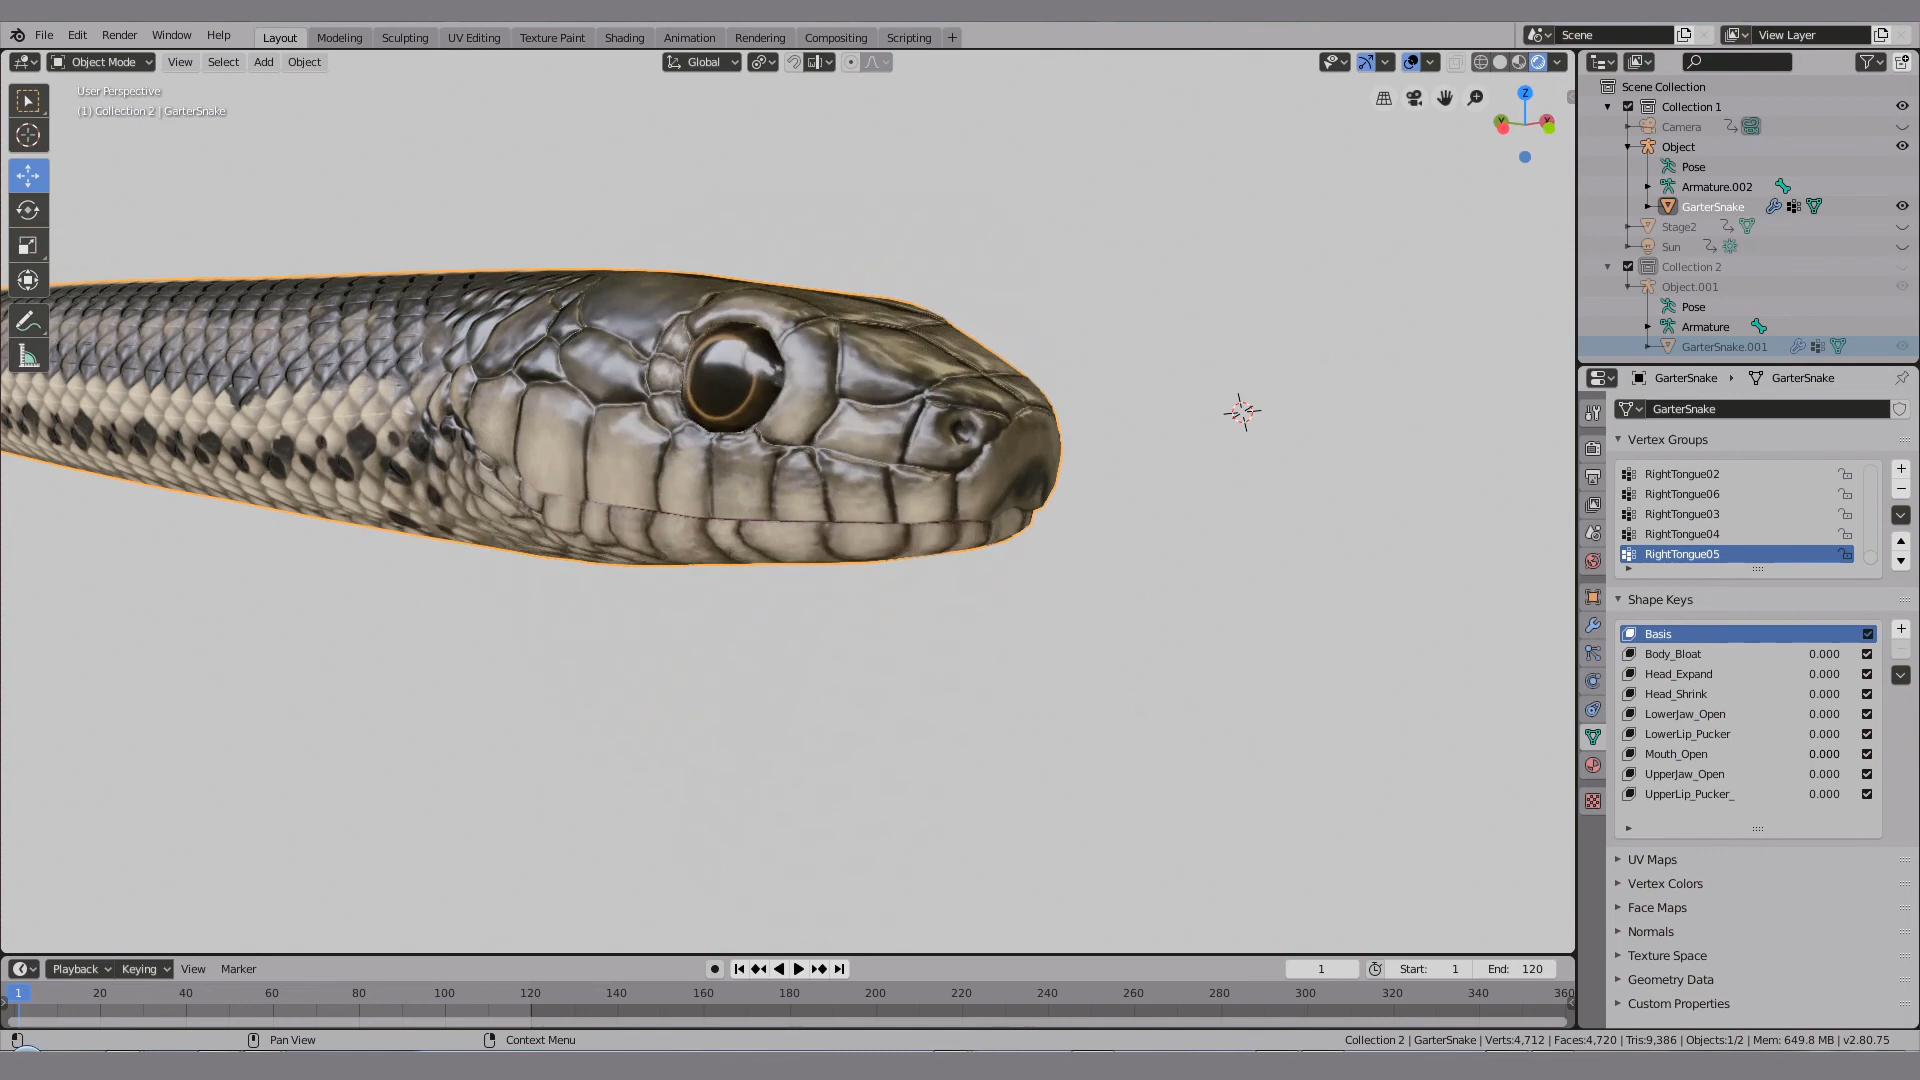 File Edit Render Window Help Layout Modeling Sculpting UV Editing Texture Paint Shading Animation Rendering Compositing Scripting + Scene View Layer
Object Mode View Select Add Object Global
User Perspective
(1) Collection 2 | GarterSnake
Z
Y
Scene Collection
Collection 1
Camera
Object
Pose
Armature.002
GarterSnake
Stage2
Sun
Collection 2
Object.001
Pose
Armature
GarterSnake.001
GarterSnake GarterSnake
GarterSnake
Vertex Groups
RightTongue02
RightTongue06
RightTongue03
RightTongue04
RightTongue05
Shape Keys
Basis
Body_Bloat 0.000
Head_Expand 0.000
Head_Shrink 0.000
LowerJaw_Open 0.000
LowerLip_Pucker 0.000
Mouth_Open 0.000
UpperJaw_Open 0.000
UpperLip_Pucker_ 0.000
UV Maps
Vertex Colors
Face Maps
Normals
Texture Space
Geometry Data
Custom Properties
Playback Keying View Marker 1 Start: 1 End: 120
1 20 40 60 80 100 120 140 160 180 200 220 240 260 280 300 320 340 360
Pan View Context Menu Collection 2 | GarterSnake | Verts:4,712 | Faces:4,720 | Tris:9,386 | Objects:1/2 | Mem: 649.8 MB | v2.80.75